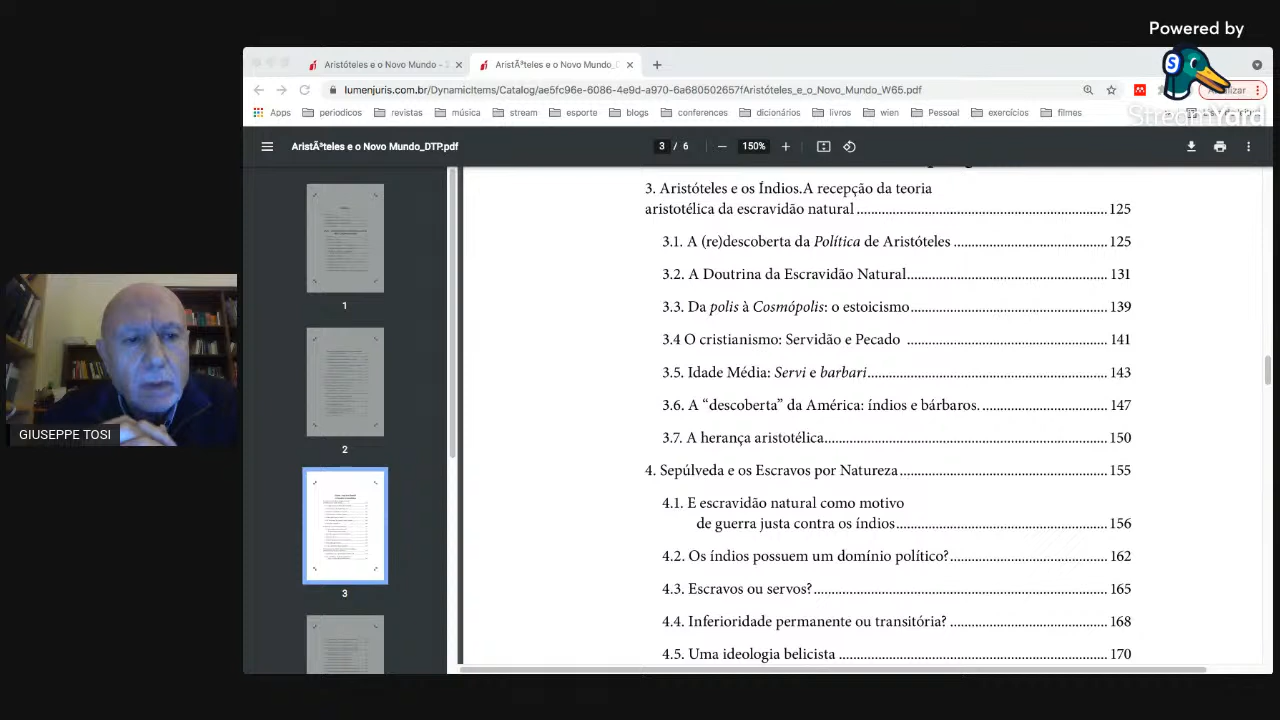 Powered by
StreamYard
Aristóteles e o Novo Mundo -
AristÃªteles e o Novo Mundo_D
lumenjuris.com.br/DynamicItems/Catalog/ae5fc96e-6086-4e9d-a970-6a680502657fAristóteles_e_o_Novo_Mundo_W65.pdf
Apps periodicos revistas música stream esporte blogs conferences dicionários livros wien Pessoal exercícios filmes
AristÃªteles e o Novo Mundo_DTP.pdf
3 / 6
150%
3. Aristóteles e os Índios.A recepção da teoria
aristotélica da escravidão natural 125
3.1. A (re)descoberta da Política de Aristóteles 125
3.2. A Doutrina da Escravidão Natural 131
3.3. Da polis à Cosmópolis: o estoicismo 139
3.4 O cristianismo: Servidão e Pecado 141
3.5. Idade Média: Servi e barbari 143
3.6. A “descoberta” da América: índios e bárbaros. 147
3.7. A herança aristotélica 150
4. Sepúlveda e os Escravos por Natureza 155
4.1. Escravidão natural como motivo
de guerra justa contra os índios 156
4.2. Os índios possuem um domínio político? 162
4.3. Escravos ou servos? 165
4.4. Inferioridade permanente ou transitória? 168
4.5. Uma ideologia belicista 170
1
2
3
GIUSEPPE TOSI